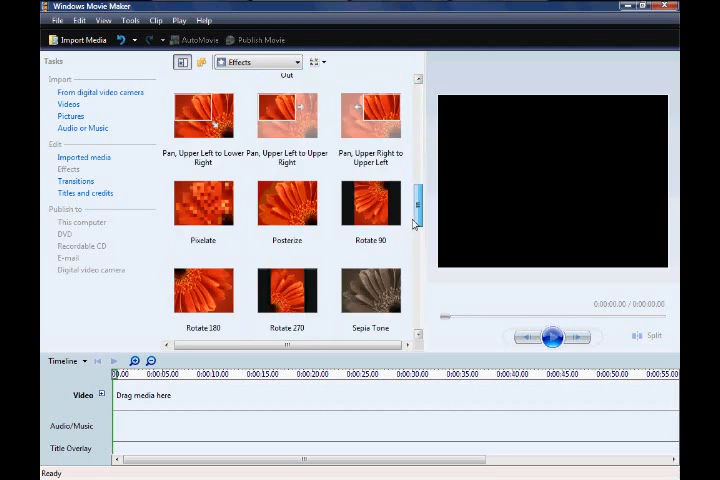 Windows Movie Maker
File Edit View Tools Clip Play Help
Import Media AutoMovie Publish Movie
Tasks
Effects
Import
From digital video camera
Videos
Pictures
Audio or Music
Edit
Imported media
Effects
Transitions
Titles and credits
Publish to
This computer
DVD
Recordable CD
E-mail
Digital video camera
Out
Pan, Upper Left to Lower Right
Pan, Upper Left to Upper Right
Pan, Upper Right to Upper Left
Pixelate
Posterize
Rotate 90
Rotate 180
Rotate 270
Sepia Tone
0:00:00.00 / 0:00:00.00
Split
Timeline
00.00 0:00:05.00 0:00:10.00 0:00:15.00 0:00:20.00 0:00:25.00 0:00:30.00 0:00:35.00 0:00:40.00 0:00:45.00 0:00:50.00 0:00:55.00
Video
Drag media here
Audio/Music
Title Overlay
Ready